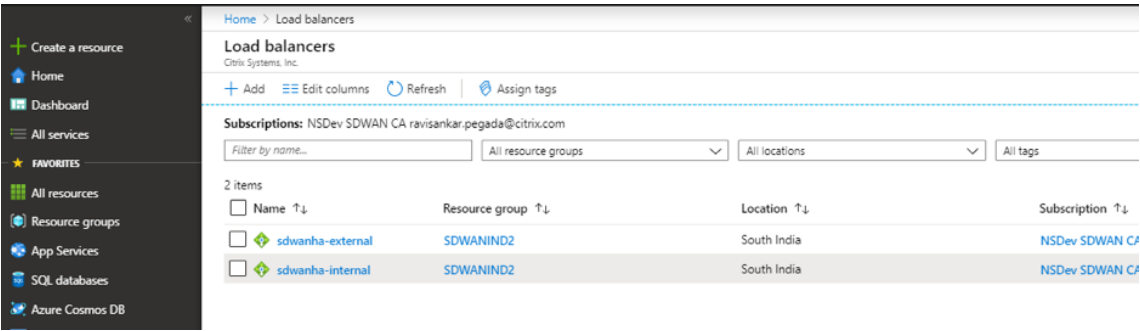 «
Create a resource
Home
Dashboard
All services
FAVORITES
All resources
Resource groups
App Services
SQL databases
Azure Cosmos DB
Home > Load balancers
Load balancers
Citrix Systems, Inc.
Add Edit columns Refresh Assign tags
Subscriptions: NSDev SDWAN CA ravisankar.pegada@citrix.com
Filter by name... All resource groups All locations All tags
2 items
Name ↑↓ Resource group ↑↓ Location ↑↓ Subscription ↑↓
sdwanha-external SDWANIND2 South India NSDev SDWAN CA
sdwanha-internal SDWANIND2 South India NSDev SDWAN CA